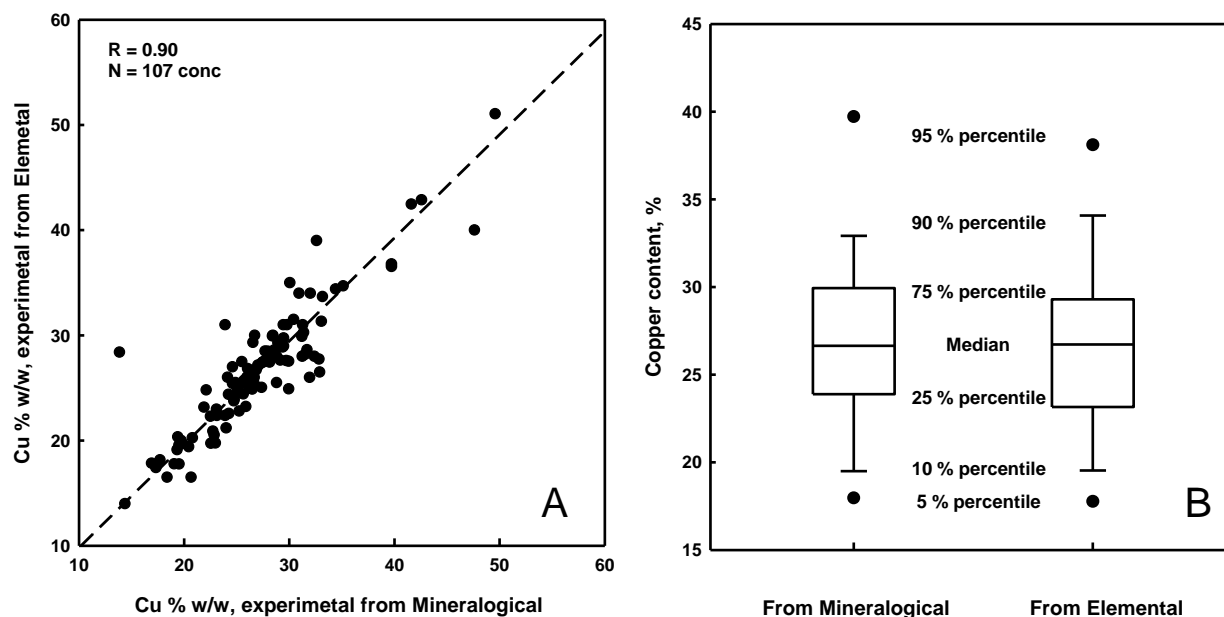 60
50
40
30
20
10
10
20
30
40
50
60
R = 0.90
N = 107 conc
A
Cu % w/w, experimetal from Elemetal
Cu % w/w, experimetal from Mineralogical
45
40
35
30
25
20
15
Copper content, %
95 % percentile
90 % percentile
75 % percentile
Median
25 % percentile
10 % percentile
5 % percentile
B
From Mineralogical
From Elemental